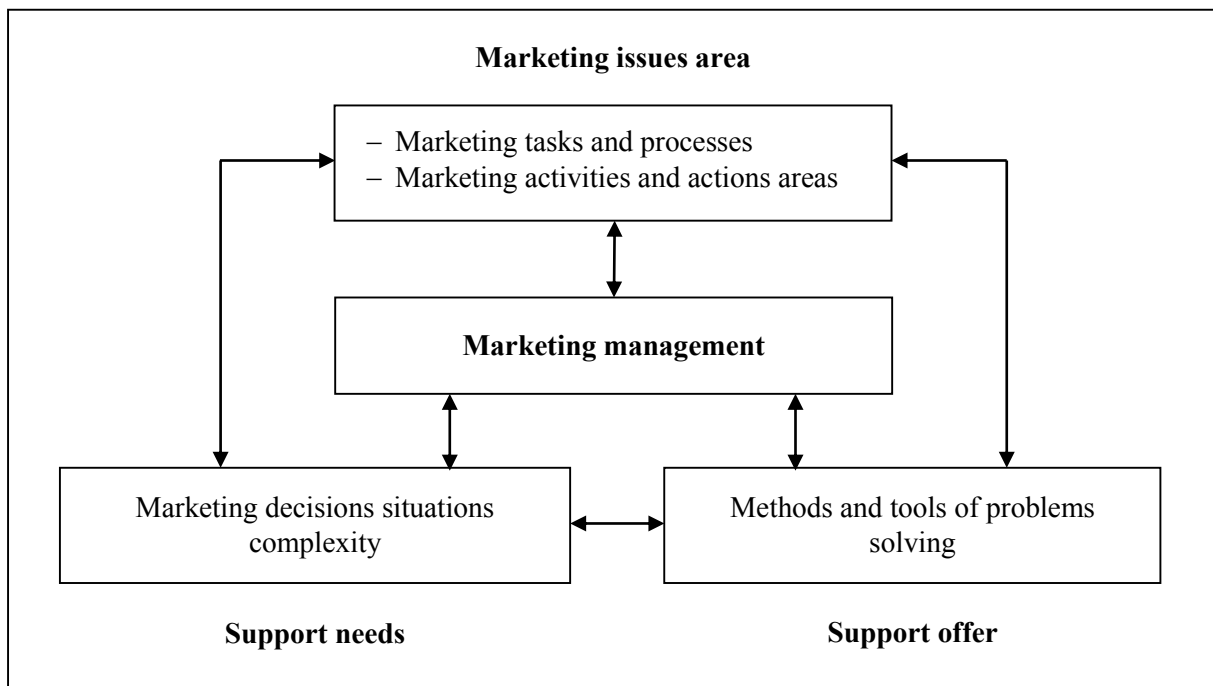 Marketing issues area
– Marketing tasks and processes
– Marketing activities and actions areas
Marketing management
Marketing decisions situations
complexity
Methods and tools of problems
solving
Support needs
Support offer